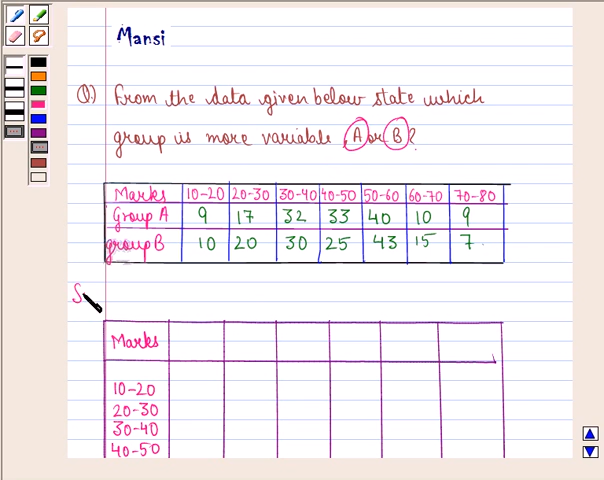 Mansi
Q.) From the data given below state which
group is more variable, A or B?
Marks 10-20 20-30 30-40 40-50 50-60 60-70 70-80
Group A 9 17 32 33 40 10 9
group B 10 20 30 25 43 15 7
S
Marks
10-20
20-30
30-40
40-50